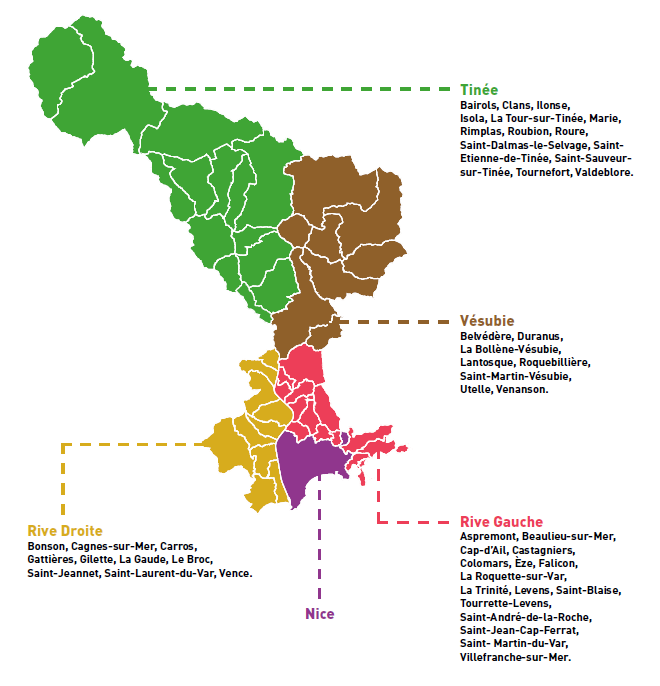 Tinée
Bairols, Clans, Ilonse,
Isola, La Tour-sur-Tinée, Marie,
Rimplas, Roubion, Roure,
Saint-Dalmas-le-Selvage, Saint-
Etienne-de-Tinée, Saint-Sauveur-
sur-Tinée, Tournefort, Valdeblore.
Vésubie
Belvédère, Duranus,
La Bollène-Vésubie,
Lantosque, Roquebillière,
Saint-Martin-Vésubie,
Utelle, Venanson.
Rive Droite
Bonson, Cagnes-sur-Mer, Carros,
Gattières, Gilette, La Gaude, Le Broc,
Saint-Jeannet, Saint-Laurent-du-Var, Vence.
Nice
Rive Gauche
Aspremont, Beaulieu-sur-Mer,
Cap-d’Ail, Castagniers,
Colomars, Èze, Falicon,
La Roquette-sur-Var,
La Trinité, Levens, Saint-Blaise,
Tourrette-Levens,
Saint-André-de-la-Roche,
Saint-Jean-Cap-Ferrat,
Saint- Martin-du-Var,
Villefranche-sur-Mer.